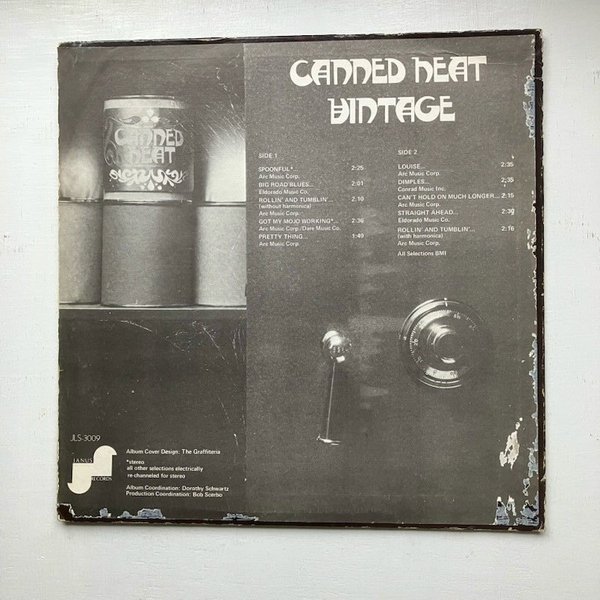 CANNED HEAT
VINTAGE
CANNED
HEAT
SIDE 1
SPOONFUL*... 2:25
Arc Music Corp.
BIG ROAD BLUES... 2:01
Eldorado Music Co.
ROLLIN' AND TUMBLIN'... 2:10
(without harmonica)
Arc Music Corp.
GOT MY MOJO WORKING*... 2:36
Arc Music Corp./Dare Music Co.
PRETTY THING... 1:49
Arc Music Corp.
SIDE 2
LOUISE... 2:35
Arc Music Corp.
DIMPLES... 2:35
Conrad Music Inc.
CAN'T HOLD ON MUCH LONGER... 2:15
Arc Music Corp.
STRAIGHT AHEAD... 2:30
Eldorado Music Co.
ROLLIN' AND TUMBLIN'... 2:16
(with harmonica)
Arc Music Corp.
All Selections BMI
JLS-3009
JANUS
RECORDS
Album Cover Design: The Graffiteria
*stereo
all other selections electrically
re-channeled for stereo
Album Coordination: Dorothy Schwartz
Production Coordination: Bob Scerbo